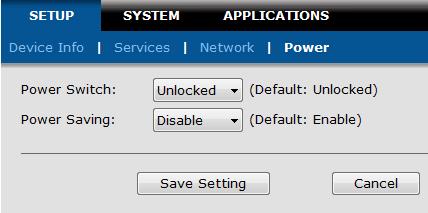 SETUP SYSTEM APPLICATIONS
Device Info | Services | Network | Power
Power Switch: Unlocked (Default: Unlocked)
Power Saving: Disable (Default: Enable)
Save Setting Cancel